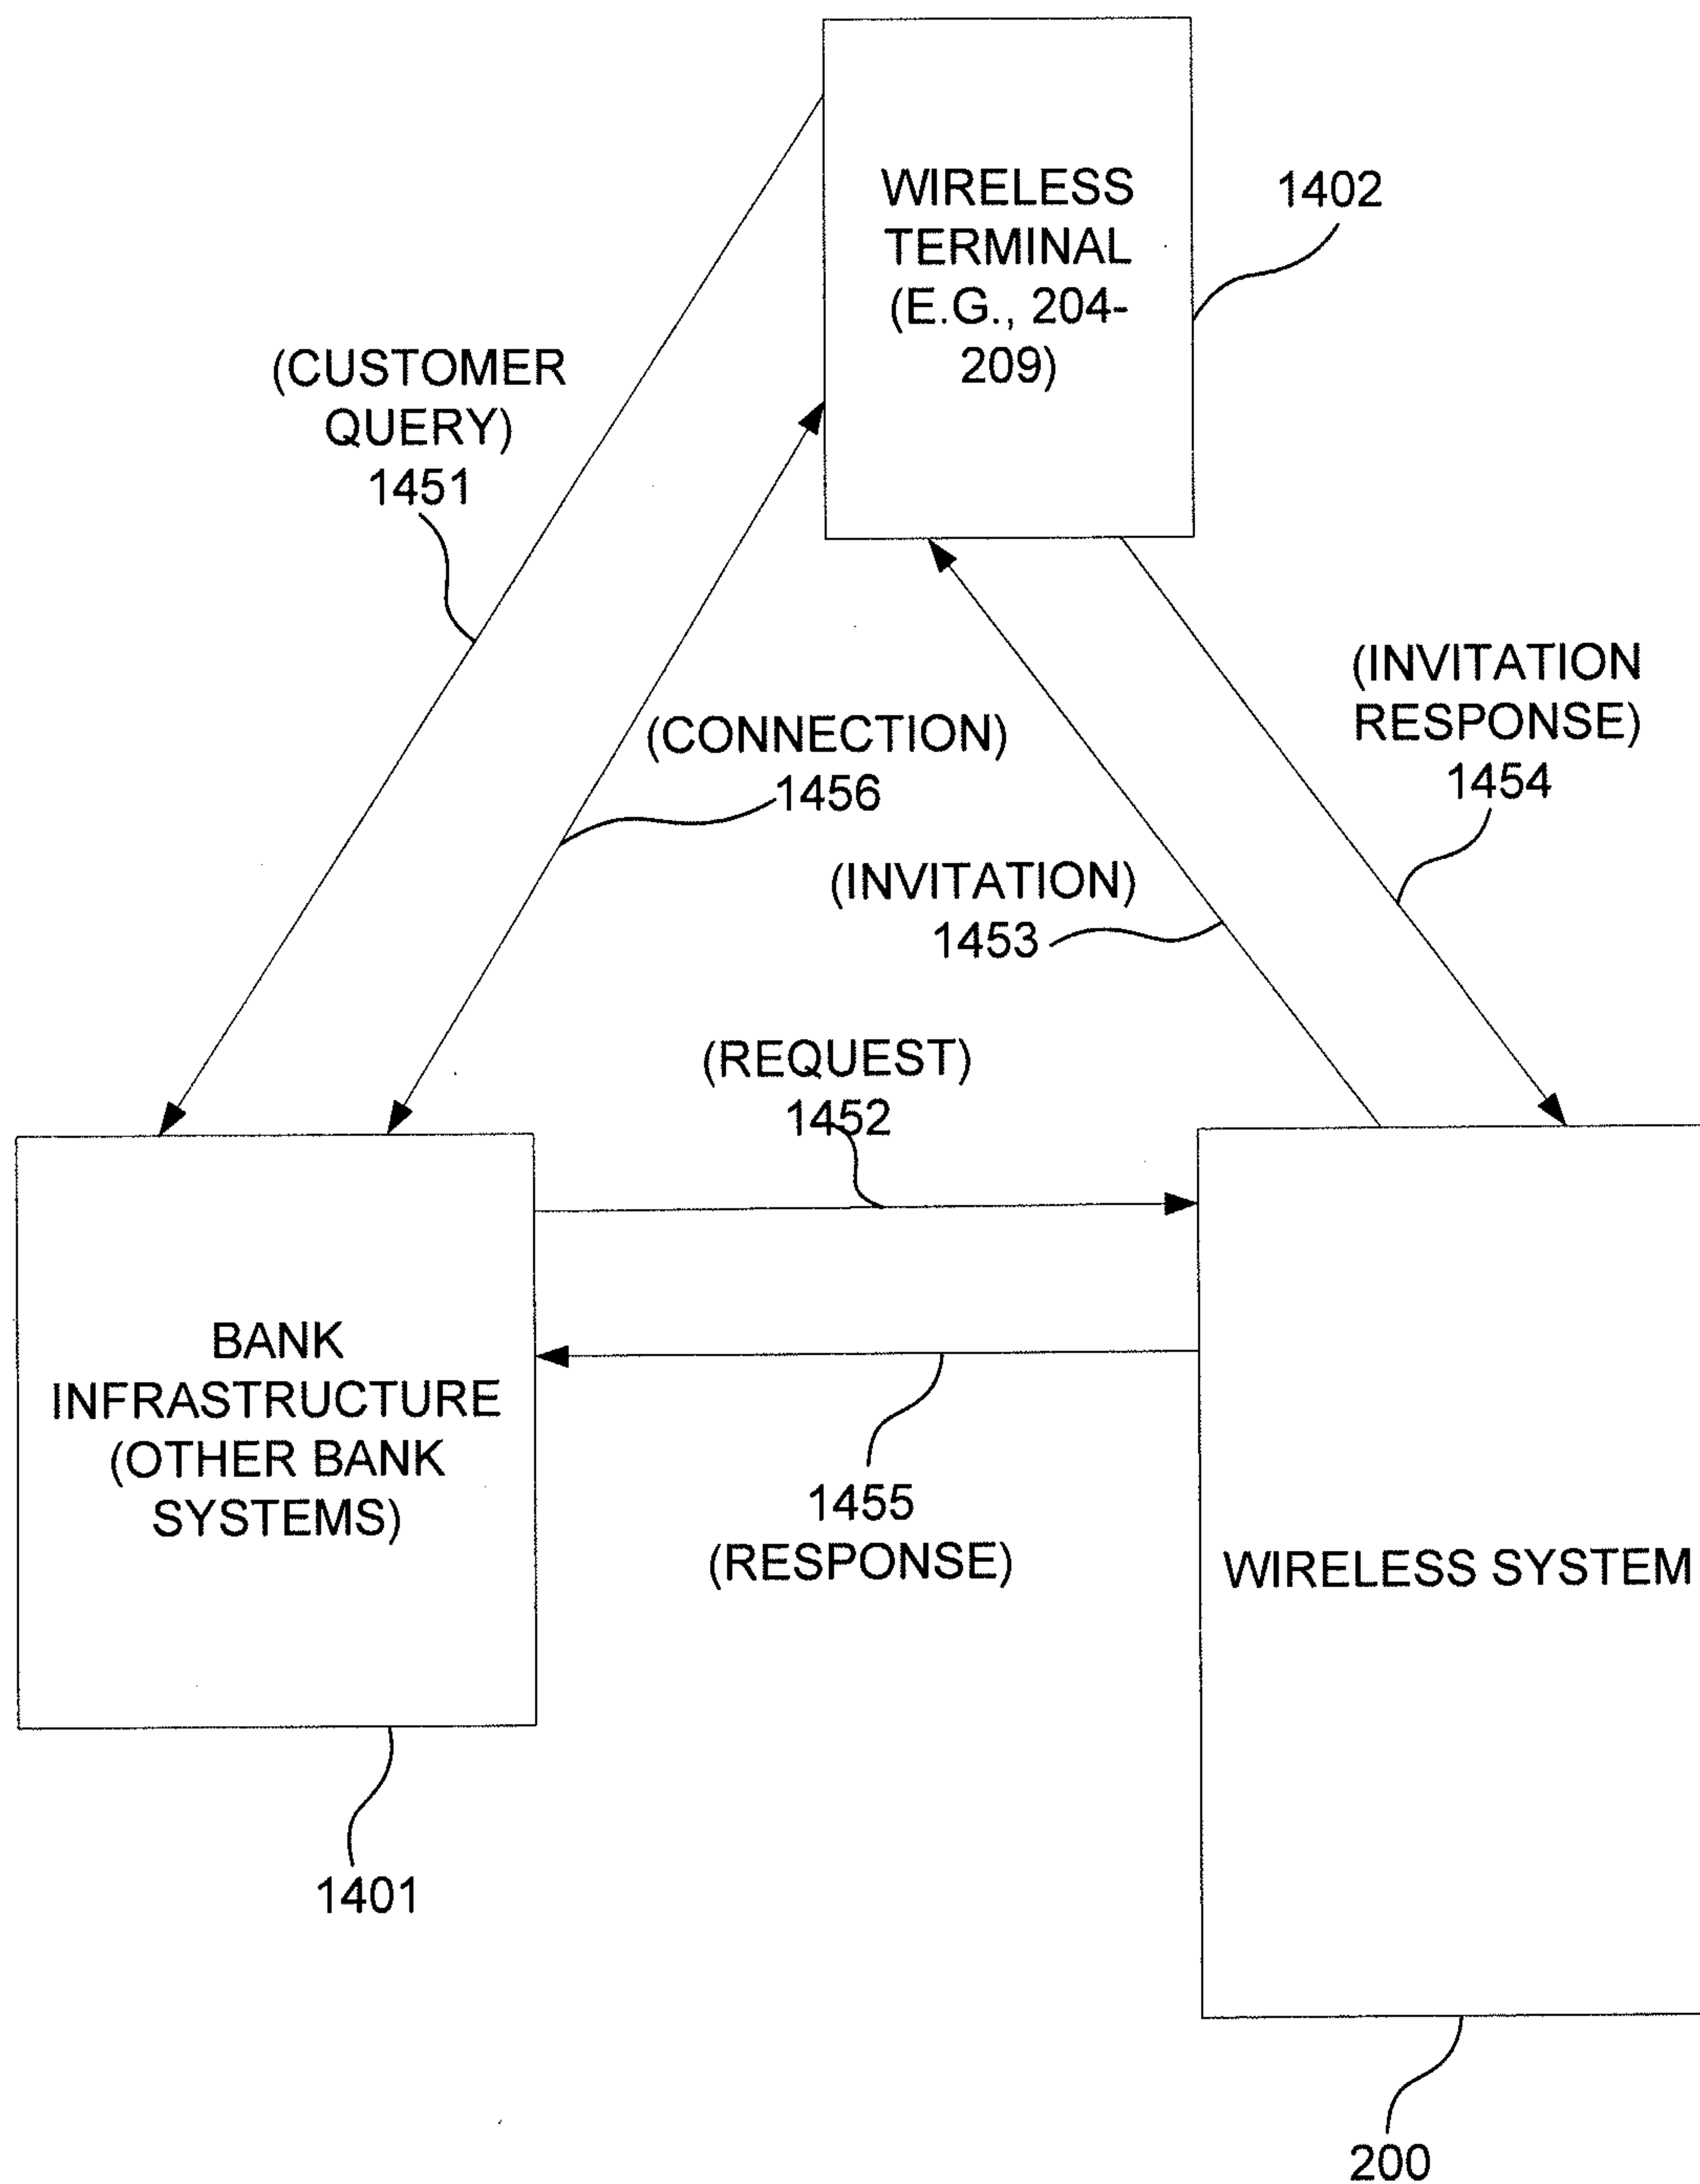 WIRELESS
TERMINAL
(E.G., 204-
209)
1402
(CUSTOMER
QUERY)
1451
(CONNECTION)
1456
(INVITATION
RESPONSE)
1454
(INVITATION)
1453
(REQUEST)
1452
BANK
INFRASTRUCTURE
(OTHER BANK
SYSTEMS)
1455
(RESPONSE)
WIRELESS SYSTEM
1401
200